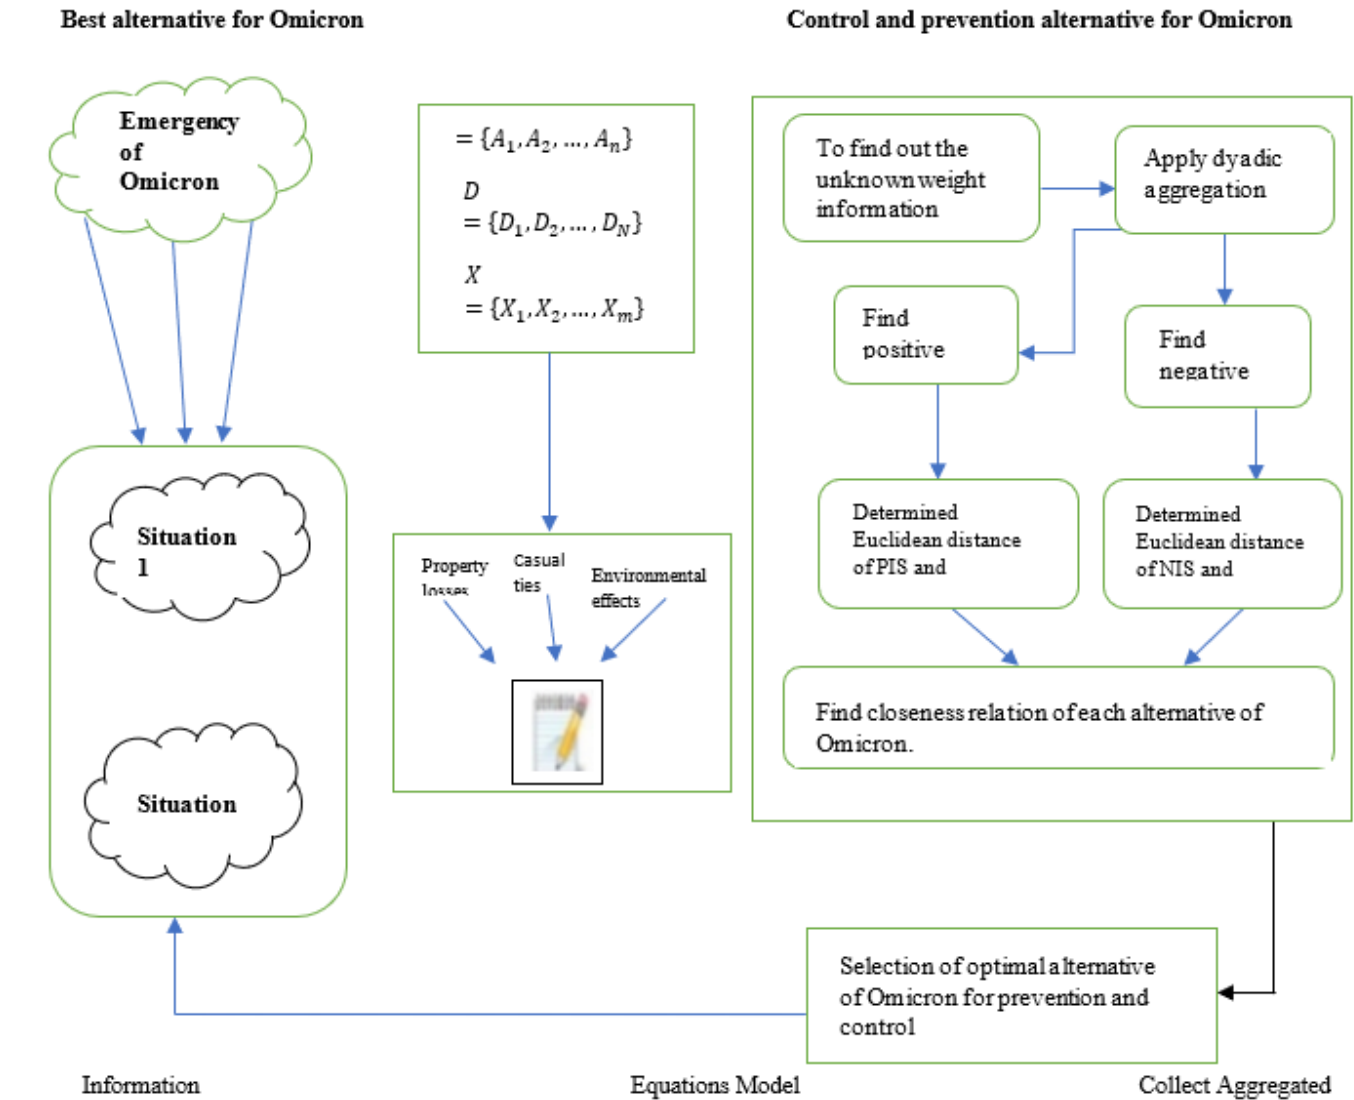 Best alternative for Omicron
Control and prevention alternative for Omicron
Emergency
of
Omicron
Situation
1
Situation
= {A₁, A₂, …, Aₙ}
D
= {D₁, D₂, …, D_N}
X
= {X₁, X₂, …, Xₘ}
Property
losses
Casual
ties
Environmental
effects
To find out the
unknown weight
information
Apply dyadic
aggregation
Find
positive
Find
negative
Determined
Euclidean distance
of PIS and
Determined
Euclidean distance
of NIS and
Find closeness relation of each alternative of
Omicron.
Selection of optimal alternative
of Omicron for prevention and
control
Information
Equations Model
Collect Aggregated